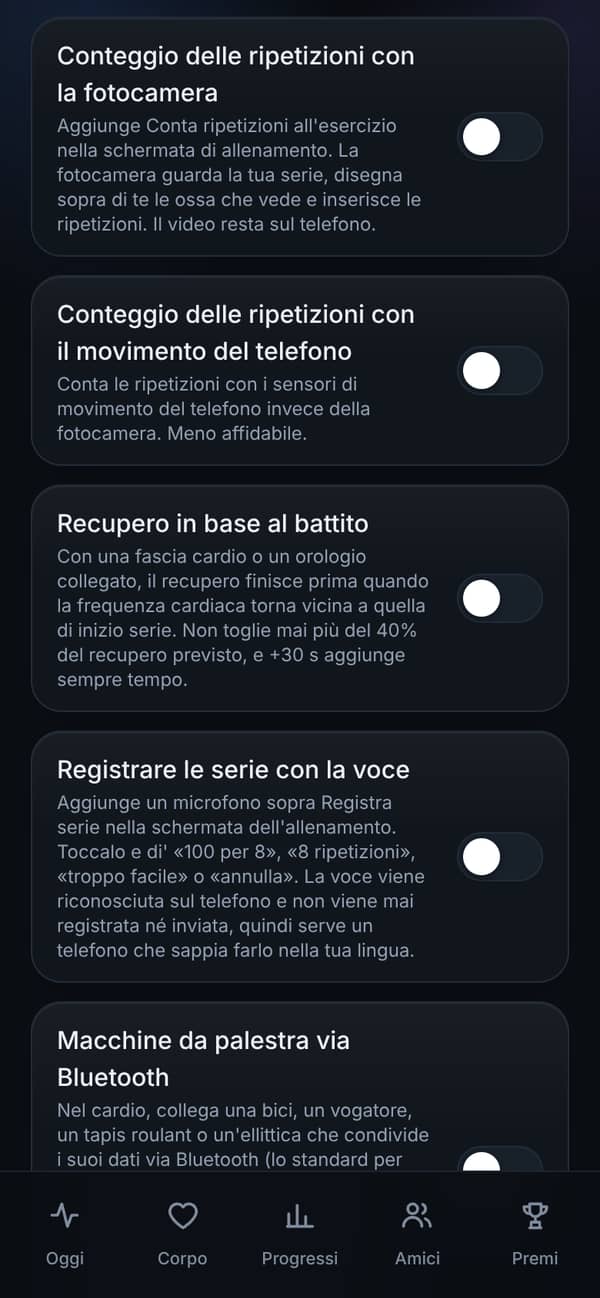 Conteggio delle ripetizioni con
la fotocamera
Aggiunge Conta ripetizioni all'esercizio
nella schermata di allenamento. La
fotocamera guarda la tua serie, disegna
sopra di te le ossa che vede e inserisce le
ripetizioni. Il video resta sul telefono.
Conteggio delle ripetizioni con
il movimento del telefono
Conta le ripetizioni con i sensori di
movimento del telefono invece della
fotocamera. Meno affidabile.
Recupero in base al battito
Con una fascia cardio o un orologio
collegato, il recupero finisce prima quando
la frequenza cardiaca torna vicina a quella
di inizio serie. Non toglie mai più del 40%
del recupero previsto, e +30 s aggiunge
sempre tempo.
Registrare le serie con la voce
Aggiunge un microfono sopra Registra
serie nella schermata dell'allenamento.
Toccalo e di' «100 per 8», «8 ripetizioni»,
«troppo facile» o «annulla». La voce viene
riconosciuta sul telefono e non viene mai
registrata né inviata, quindi serve un
telefono che sappia farlo nella tua lingua.
Macchine da palestra via
Bluetooth
Nel cardio, collega una bici, un vogatore,
un tapis roulant o un'ellittica che condivide
i suoi dati via Bluetooth (lo standard per
Oggi
Corpo
Progressi
Amici
Premi